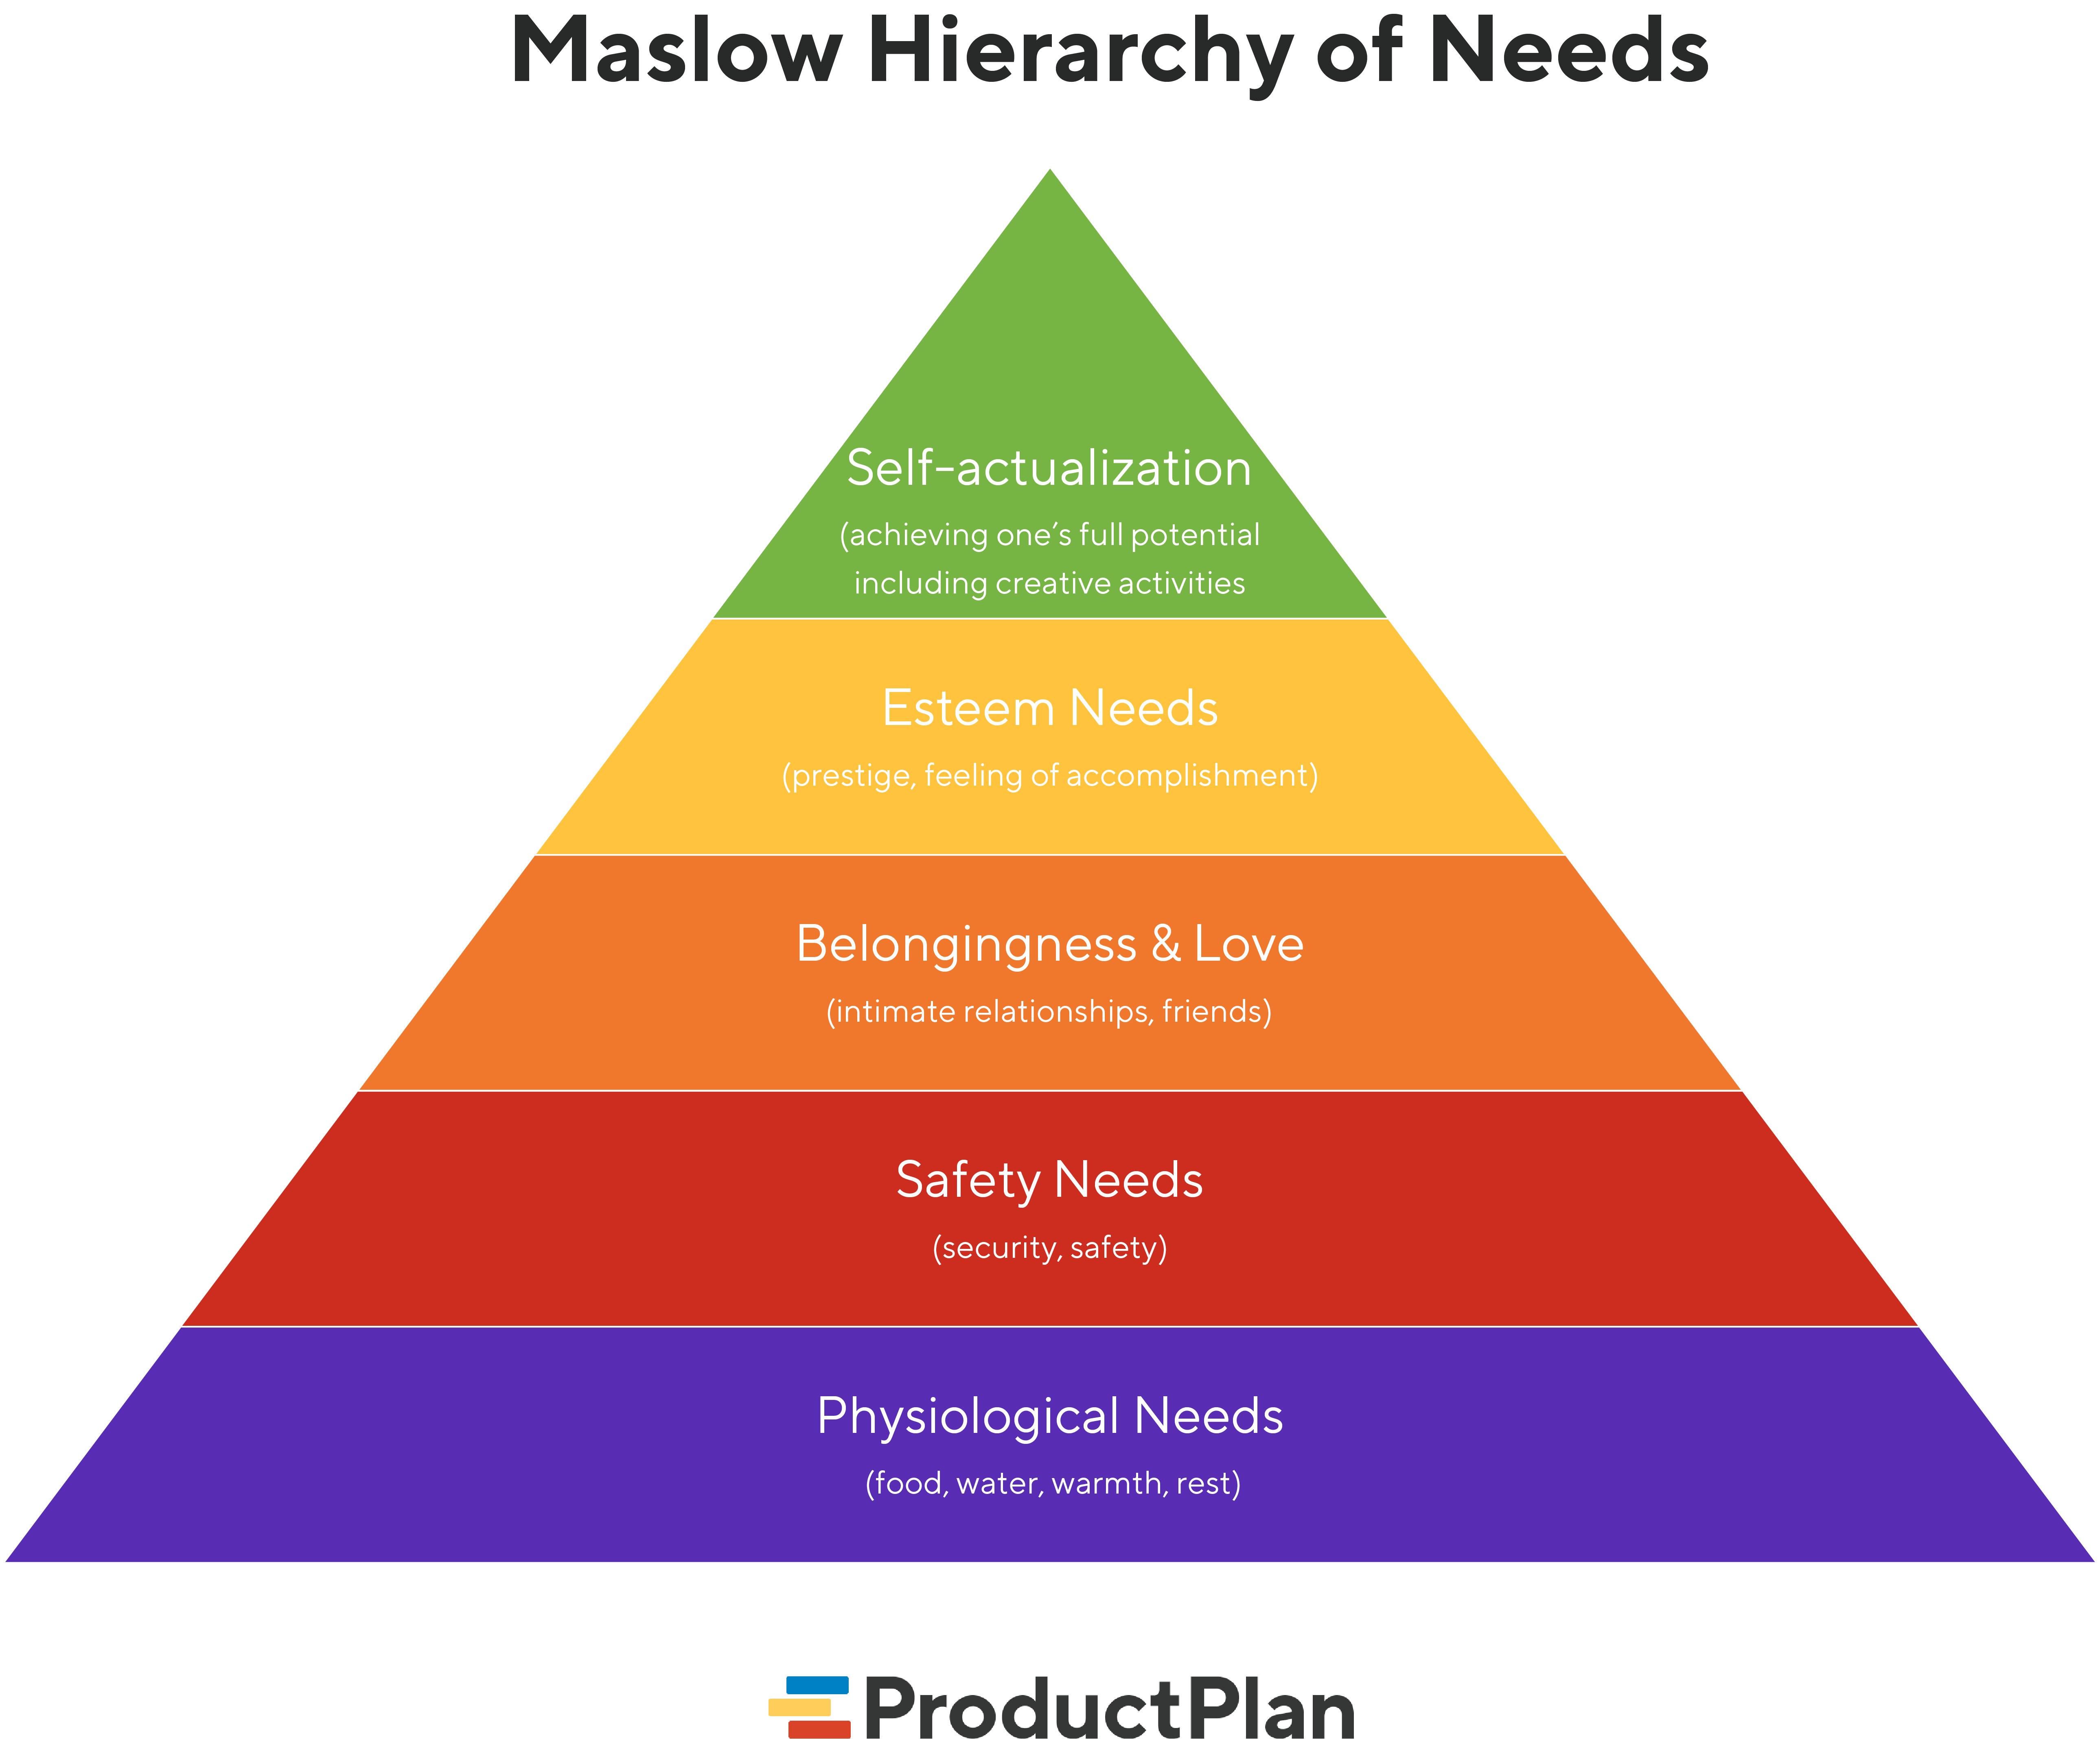 Maslow Hierarchy of Needs
Self-actualization
(achieving one’s full potential
including creative activities
Esteem Needs
(prestige, feeling of accomplishment)
Belongingness & Love
(intimate relationships, friends)
Safety Needs
(security, safety)
Physiological Needs
(food, water, warmth, rest)
ProductPlan